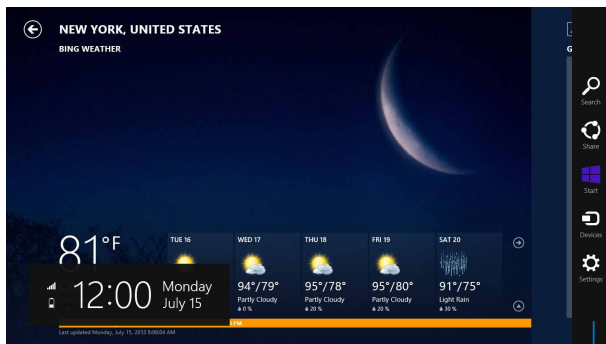 NEW YORK, UNITED STATES
BING WEATHER
G
Search
Share
Start
Devices
Settings
81°F
TUE 16
WED 17
94°/79°
Partly Cloudy
0 %
THU 18
95°/78°
Partly Cloudy
20 %
FRI 19
95°/80°
Partly Cloudy
20 %
SAT 20
91°/75°
Light Rain
30 %
12:00
Monday
July 15
PM
Last updated Monday, July 15, 2013 8:06:04 AM